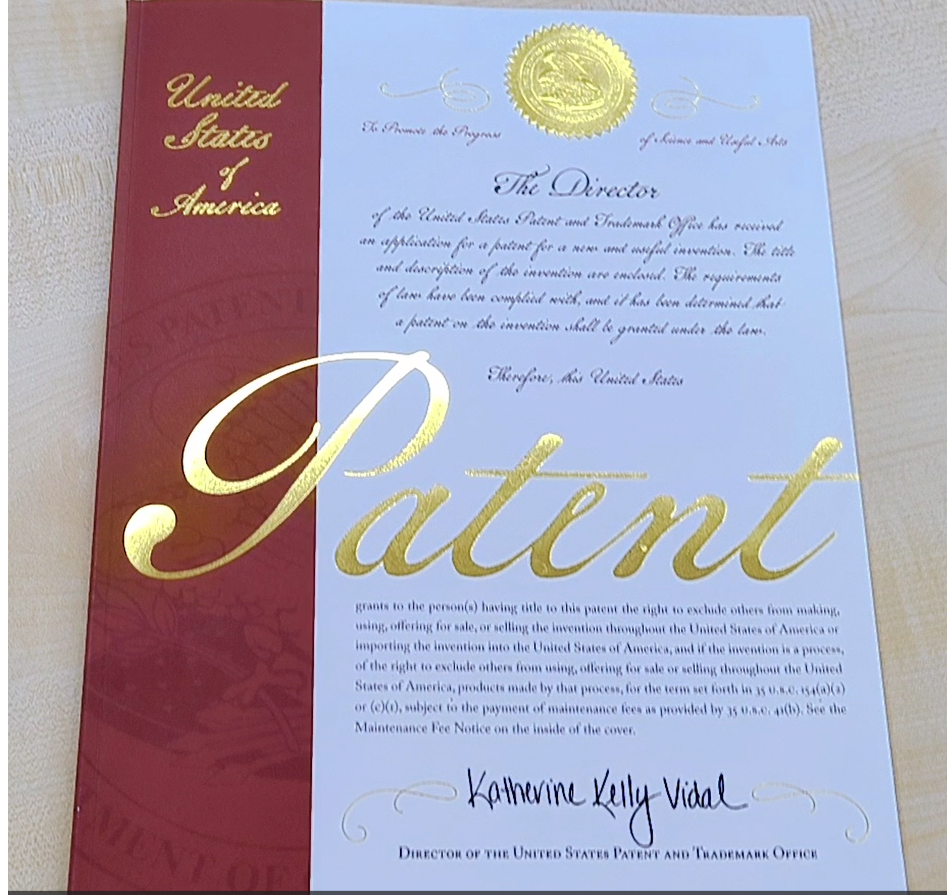 United
States
of
America
To Promote the Progress
of Science and Useful Arts
The Director
of the United States Patent and Trademark Office has received
an application for a patent for a new and useful invention. The title
and description of the invention are enclosed. The requirements
of law have been complied with, and it has been determined that
a patent on the invention shall be granted under the law.
Therefore, this United States
Patent
grants to the person(s) having title to this patent the right to exclude others from making,
using, offering for sale, or selling the invention throughout the United States of America or
importing the invention into the United States of America, and if the invention is a process,
of the right to exclude others from using, offering for sale or selling throughout the United
States of America, products made by that process, for the term set forth in 35 U.S.C. 154(a)(2)
or (c)(1), subject to the payment of maintenance fees as provided by 35 U.S.C. 41(b). See the
Maintenance Fee Notice on the inside of the cover.
Katherine Kelly Vidal
DIRECTOR OF THE UNITED STATES PATENT AND TRADEMARK OFFICE